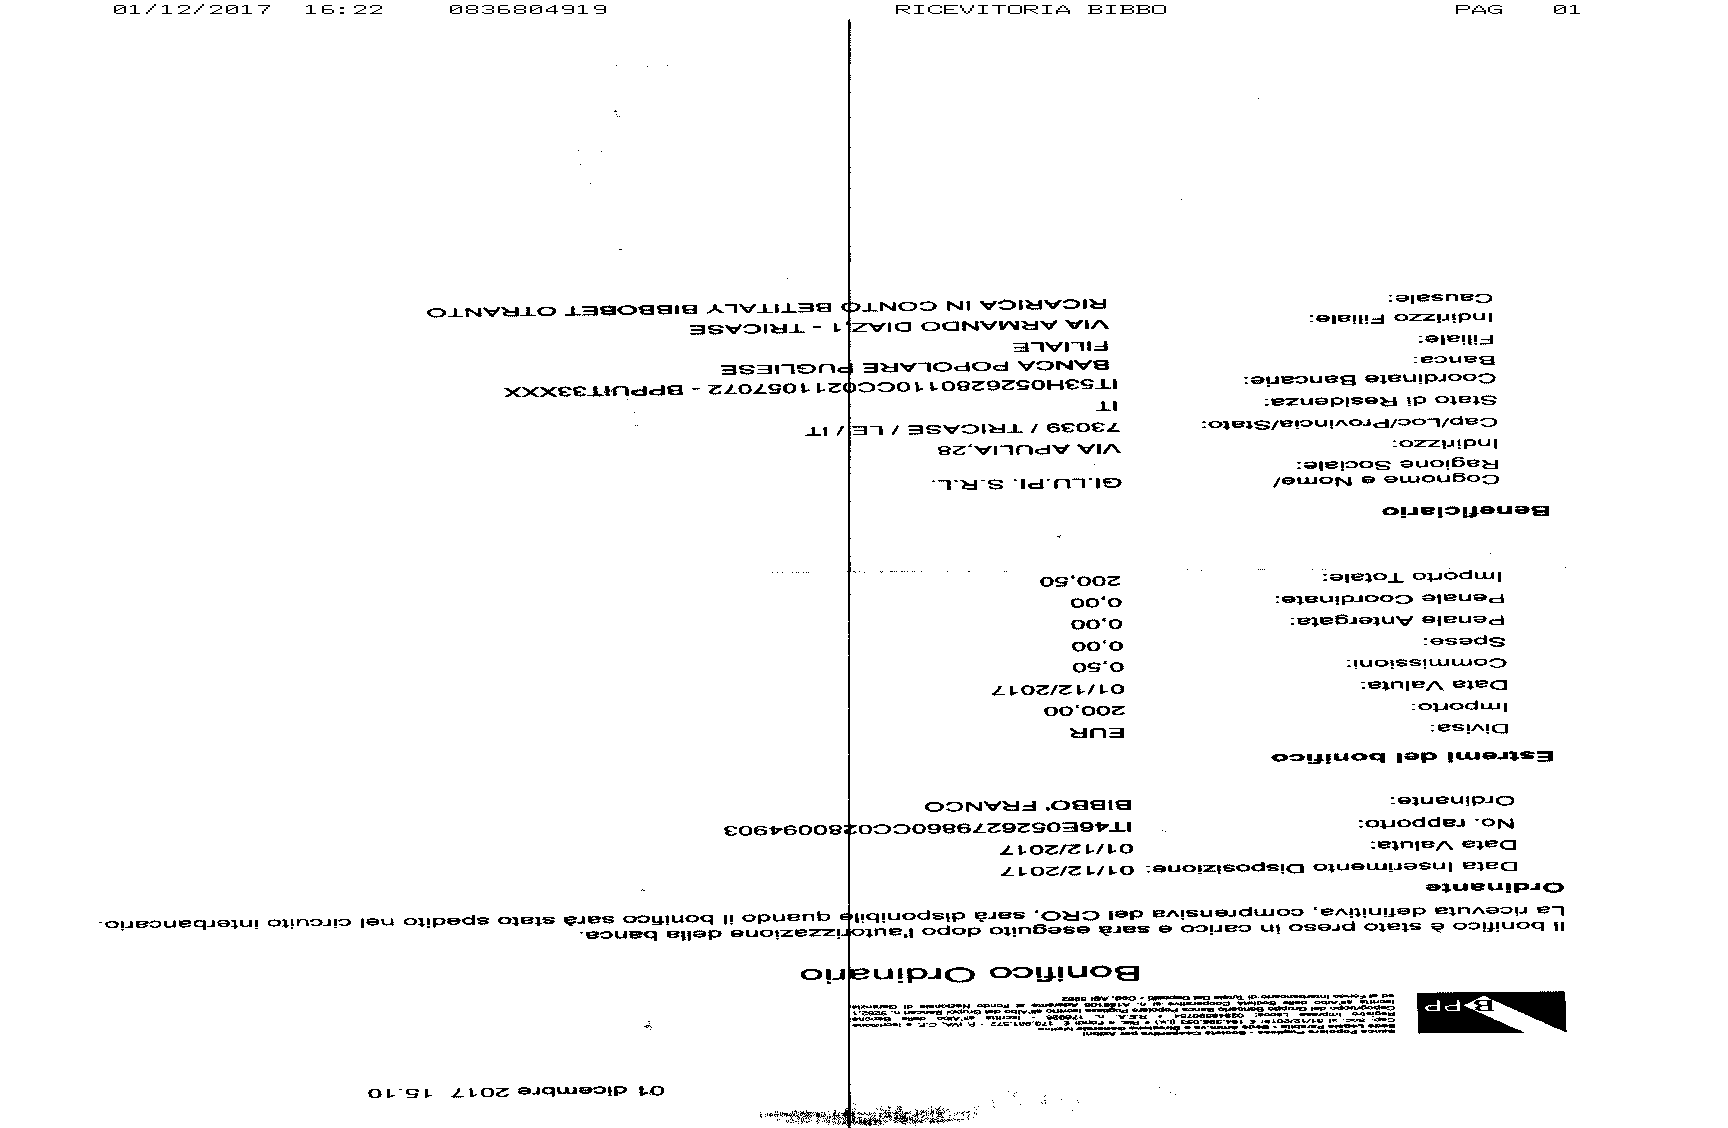 01/12/2017 16:22 0836804919 RICEVITORIA BIBBO PAG 01
01 dicembre 2017 15.10
BPP
Bonifico Ordinario
Il bonifico è stato preso in carico e sarà eseguito dopo l'autorizzazione della banca.
La ricevuta definitiva, comprensiva del CRO, sarà disponibile quando il bonifico sarà stato spedito nel circuito interbancario.
Ordinante
Data Inserimento Disposizione: 01/12/2017
Data Valuta: 01/12/2017
No. rapporto: IT46E0526279860CC0280094903
Ordinante: BIBBO' FRANCO
Estremi del bonifico
Divisa: EUR
Importo: 200,00
Data Valuta: 01/12/2017
Commissioni: 0,50
Spese: 0,00
Penale Antergata: 0,00
Penale Coordinate: 0,00
Importo Totale: 200,50
Beneficiario
Cognome e Nome/ GI.LU.PI. S.R.L.
Ragione Sociale:
Indirizzo: VIA APULIA,28
Cap/Loc/Provincia/Stato: 73039 / TRICASE / LE / IT
Stato di Residenza: IT
Coordinate Bancarie: IT53H0526280110CC0211057072 - BPPUIT33XXX
Banca: BANCA POPOLARE PUGLIESE
Filiale: FILIALE
Indirizzo Filiale: VIA ARMANDO DIAZ,1 - TRICASE
Causale: RICARICA IN CONTO BETITALY BIBBOBET OTRANTO